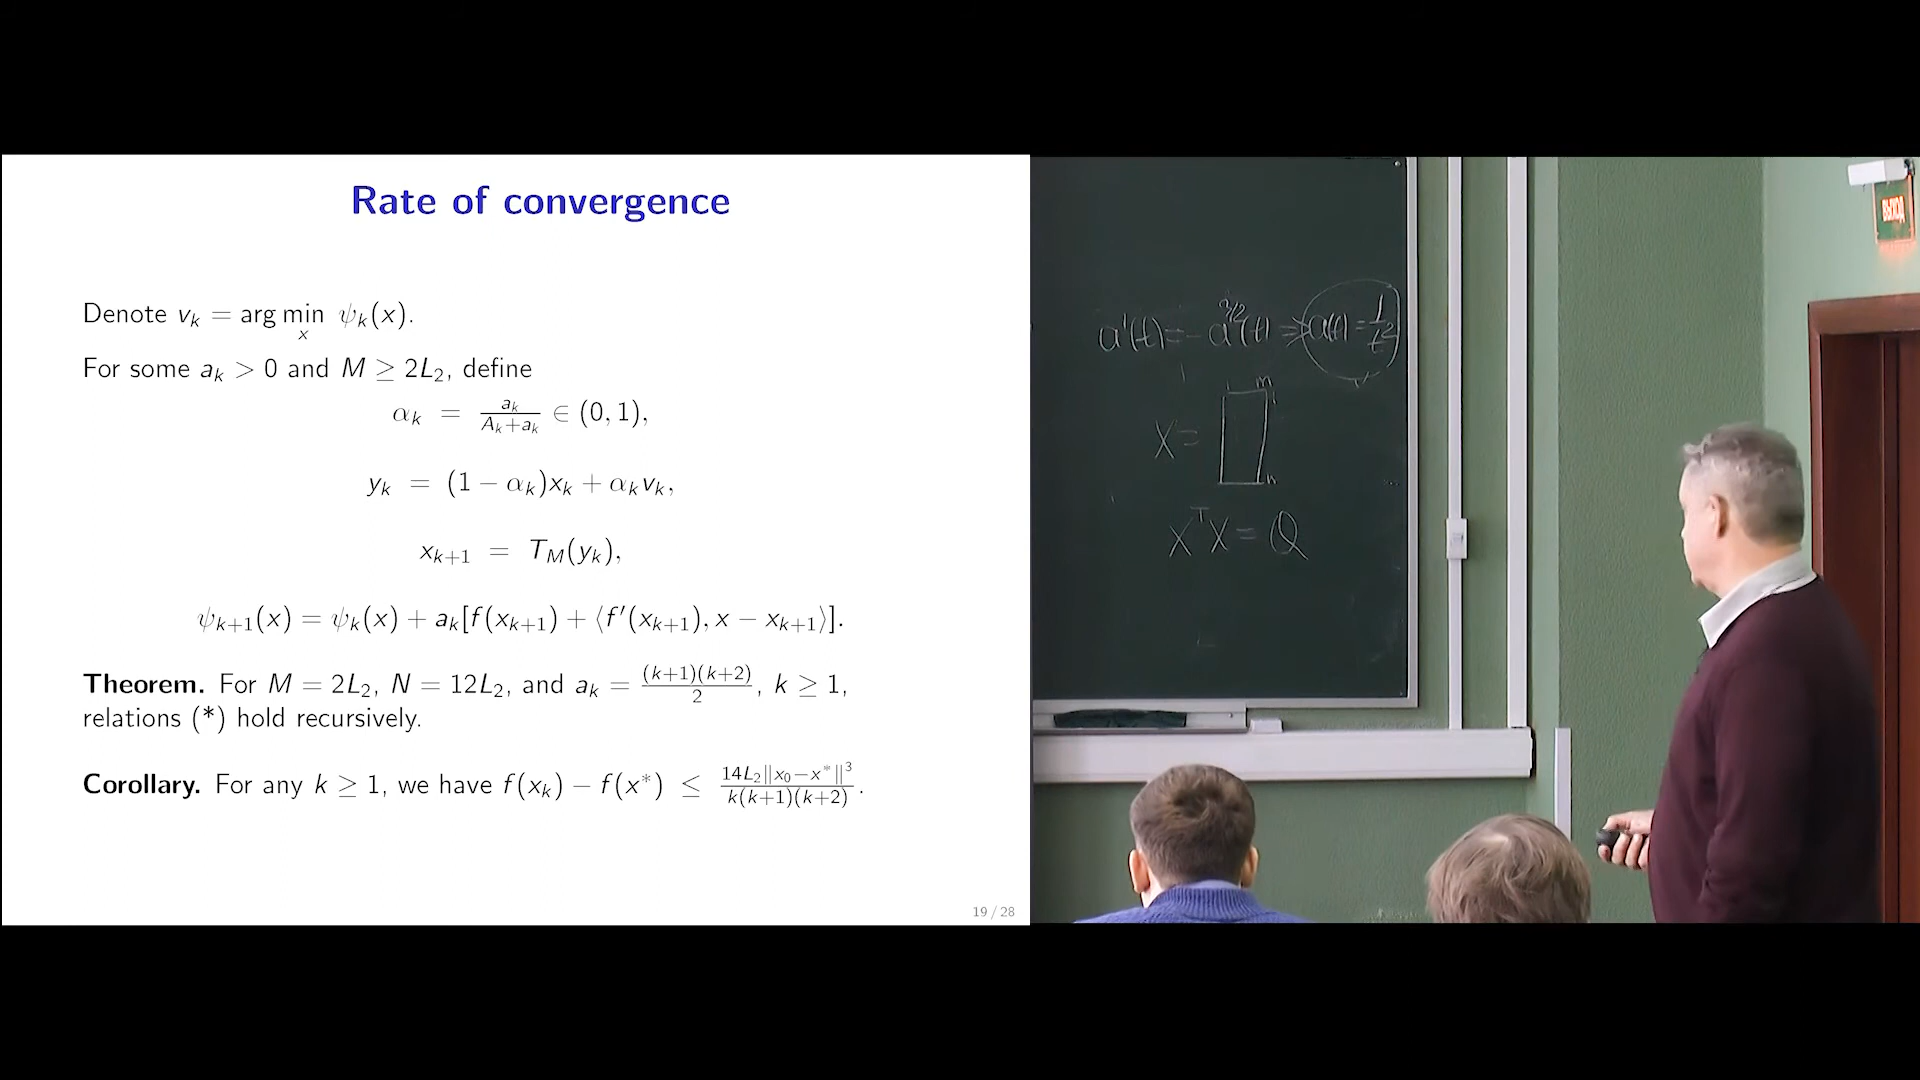 Rate of convergence
Denote v_k = arg min_x ψ_k(x).
For some a_k > 0 and M ≥ 2L_2, define
α_k = a_k / (A_k + a_k) ∈ (0, 1),
y_k = (1 − α_k)x_k + α_k v_k,
x_{k+1} = T_M(y_k),
ψ_{k+1}(x) = ψ_k(x) + a_k[f(x_{k+1}) + ⟨f′(x_{k+1}), x − x_{k+1}⟩].
Theorem. For M = 2L_2, N = 12L_2, and a_k = (k+1)(k+2)/2, k ≥ 1,
relations (*) hold recursively.
Corollary. For any k ≥ 1, we have f(x_k) − f(x*) ≤ 14L_2‖x_0−x*‖³ / k(k+1)(k+2).
19 / 28
a'(t) = − a^{3/2}(t) ⇒ a(t) = 1/t²
X =
m
n
X^T X = Q
ВЫХОД